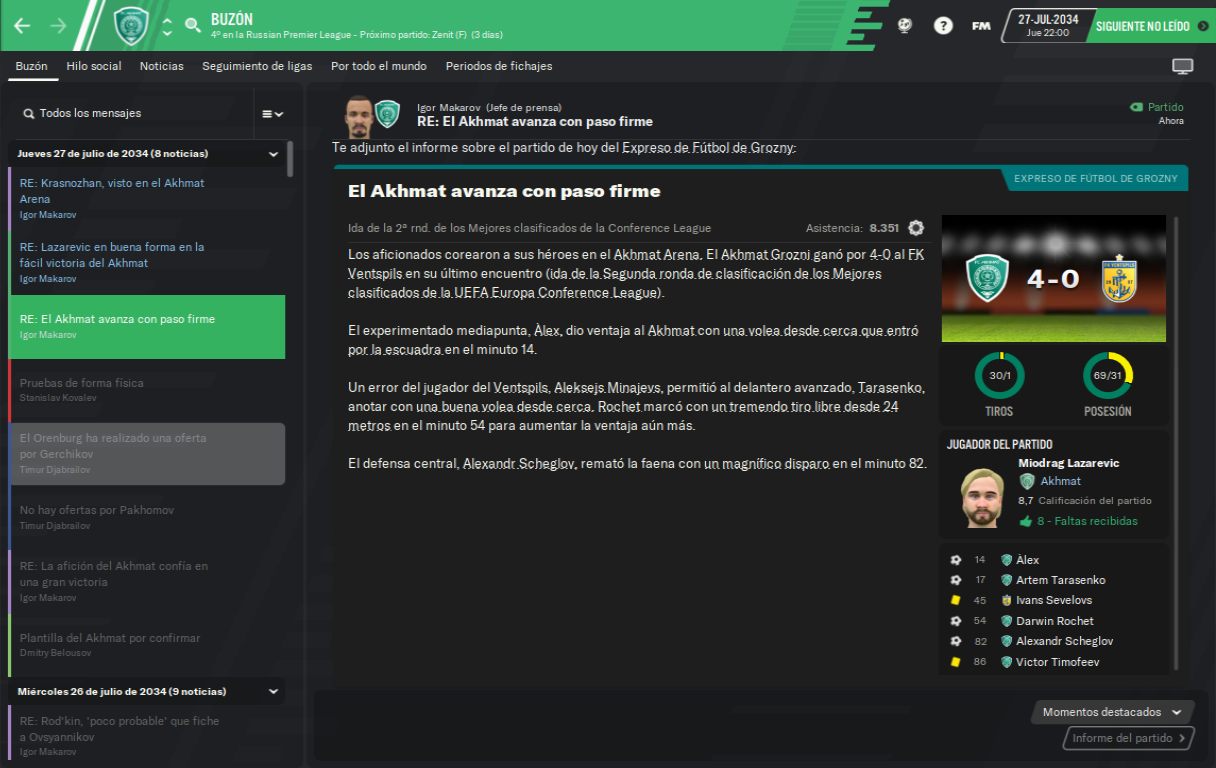 BUZÓN
4º en la Russian Premier League - Próximo partido: Zenit (F) (3 días)
FM
27-JUL-2034
Jue 22:00
SIGUIENTE NO LEÍDO
Buzón
Hilo social
Noticias
Seguimiento de ligas
Por todo el mundo
Periodos de fichajes
Todos los mensajes
Jueves 27 de julio de 2034 (8 noticias)
RE: Krasnozhan, visto en el Akhmat
Arena
Igor Makarov
RE: Lazarevic en buena forma en la
fácil victoria del Akhmat
Igor Makarov
RE: El Akhmat avanza con paso firme
Igor Makarov
Pruebas de forma física
Stanislav Kovalev
El Orenburg ha realizado una oferta
por Gerchikov
Timur Djabrailov
No hay ofertas por Pakhomov
Timur Djabrailov
RE: La afición del Akhmat confía en
una gran victoria
Igor Makarov
Plantilla del Akhmat por confirmar
Dmitry Belousov
Miércoles 26 de julio de 2034 (9 noticias)
RE: Rod'kin, 'poco probable' que fiche
a Ovsyannikov
Igor Makarov
Igor Makarov (Jefe de prensa)
RE: El Akhmat avanza con paso firme
Partido
Ahora
Te adjunto el informe sobre el partido de hoy del Expreso de Fútbol de Grozny:
EXPRESO DE FÚTBOL DE GROZNY
El Akhmat avanza con paso firme
Ida de la 2ª rnd. de los Mejores clasificados de la Conference League
Asistencia: 8.351
Los aficionados corearon a sus héroes en el Akhmat Arena. El Akhmat Grozni ganó por 4-0 al FK
Ventspils en su último encuentro (ida de la Segunda ronda de clasificación de los Mejores
clasificados de la UEFA Europa Conference League).
El experimentado mediapunta, Àlex, dio ventaja al Akhmat con una volea desde cerca que entró
por la escuadra en el minuto 14.
Un error del jugador del Ventspils, Aleksejs Minajevs, permitió al delantero avanzado, Tarasenko,
anotar con una buena volea desde cerca. Rochet marcó con un tremendo tiro libre desde 24
metros en el minuto 54 para aumentar la ventaja aún más.
El defensa central, Alexandr Scheglov, remató la faena con un magnífico disparo en el minuto 82.
4-0
30/1
TIROS
69/31
POSESIÓN
JUGADOR DEL PARTIDO
Miodrag Lazarevic
Akhmat
8,7 Calificación del partido
8 - Faltas recibidas
14 Àlex
17 Artem Tarasenko
45 Ivans Sevelovs
54 Darwin Rochet
82 Alexandr Scheglov
86 Victor Timofeev
Momentos destacados
Informe del partido